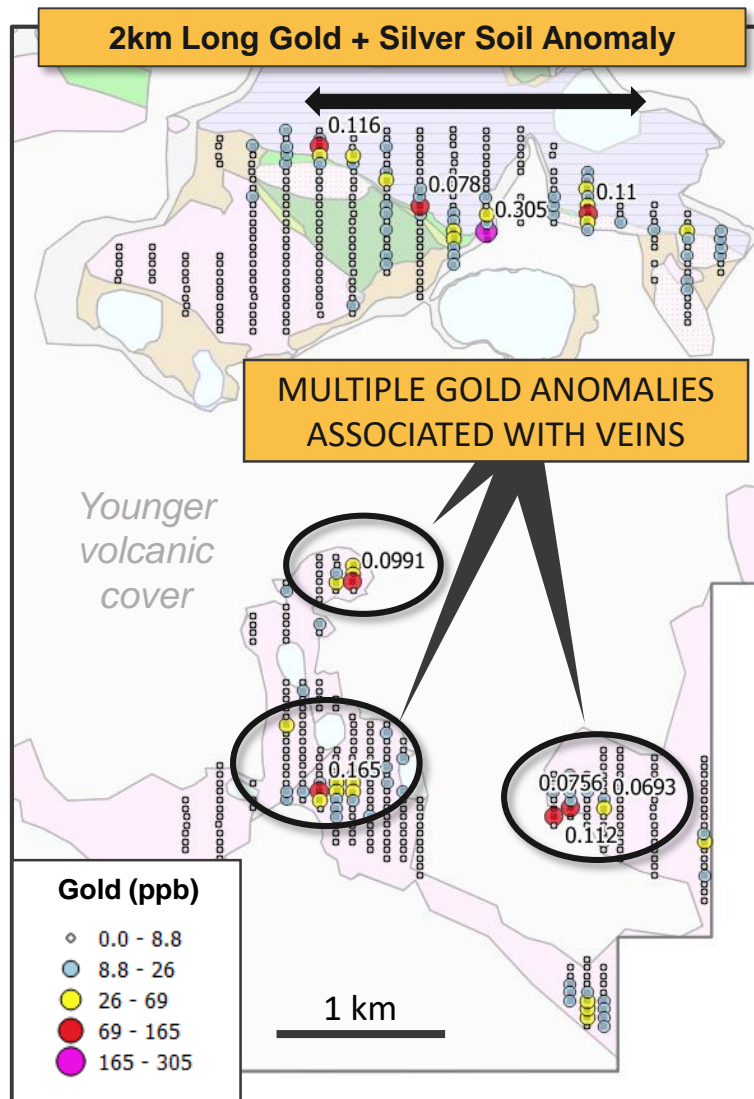 2km Long Gold + Silver Soil Anomaly
0.116
0.078
0.11
0.305
MULTIPLE GOLD ANOMALIES
ASSOCIATED WITH VEINS
Younger
volcanic
cover
0.0991
0.165
0.0756
0.0693
0.112
Gold (ppb)
0.0 - 8.8
8.8 - 26
26 - 69
69 - 165
165 - 305
1 km